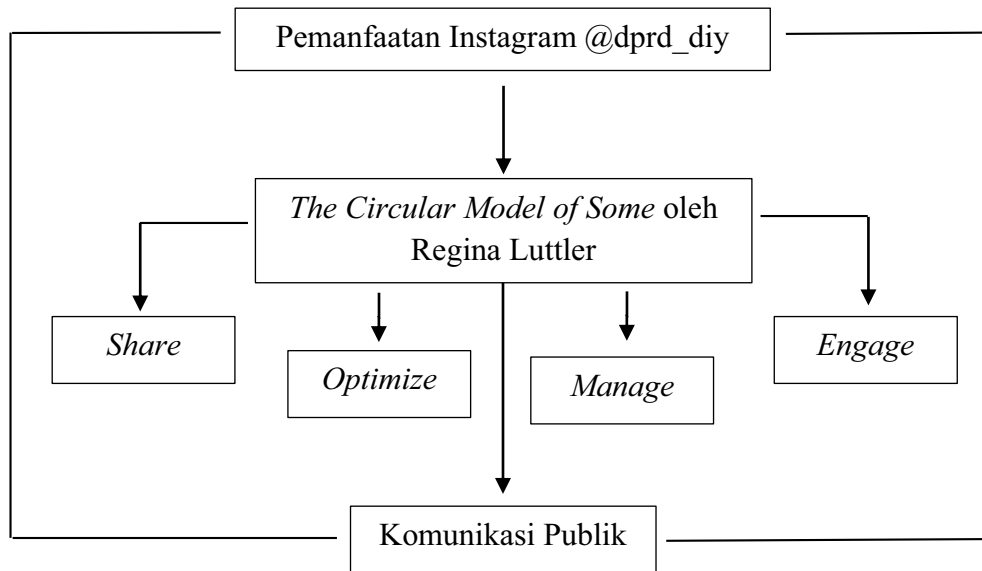 Pemanfaatan Instagram @dprd_diy
The Circular Model of Some oleh
Regina Luttler
Share
Optimize
Manage
Engage
Komunikasi Publik